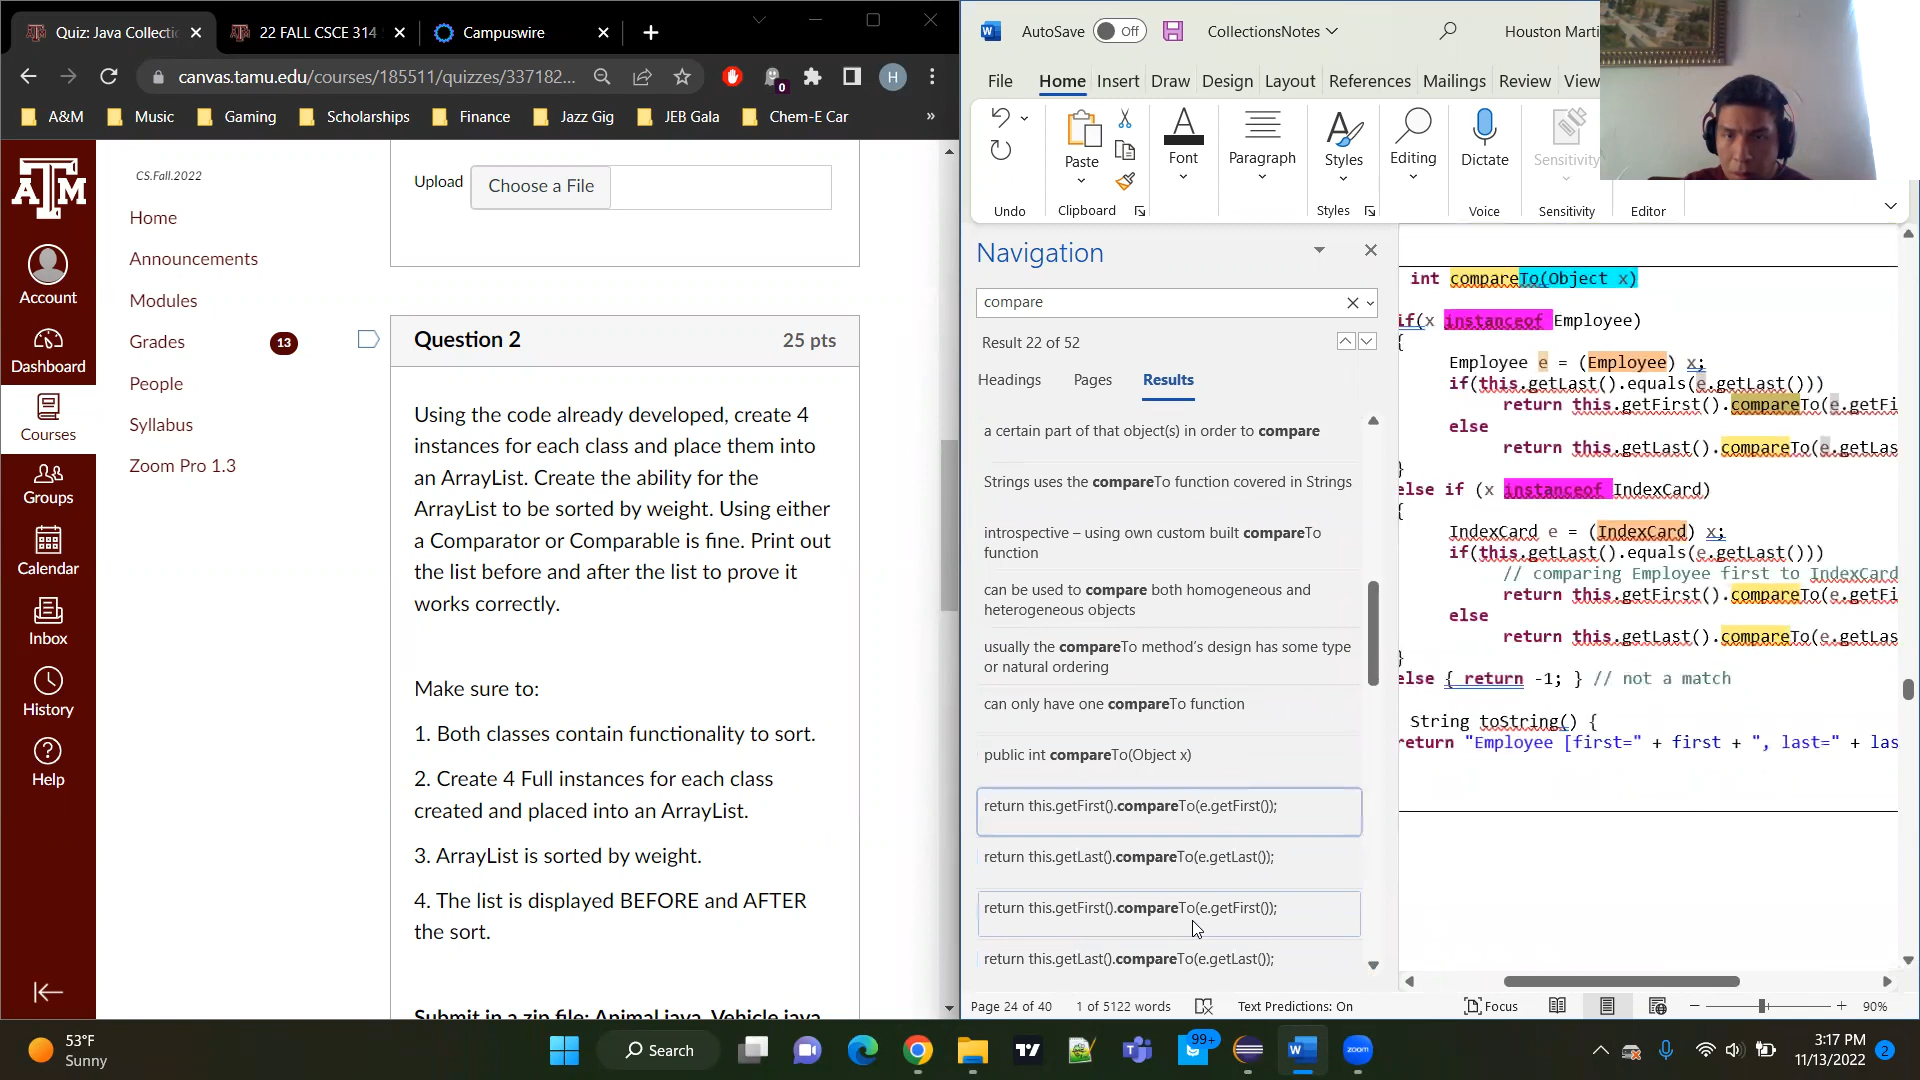 Quiz: Java Collecti
22 FALL CSCE 314
Campuswire
canvas.tamu.edu/courses/185511/quizzes/337182...
0
H
A&M
Music
Gaming
Scholarships
Finance
Jazz Gig
JEB Gala
Chem-E Car
»
ATM
Account
Dashboard
Courses
Groups
Calendar
Inbox
History
Help
CS.Fall.2022
Home
Announcements
Modules
Grades
13
People
Syllabus
Zoom Pro 1.3
Upload
Choose a File
Question 2
25 pts
Using the code already developed, create 4
instances for each class and place them into
an ArrayList. Create the ability for the
ArrayList to be sorted by weight. Using either
a Comparator or Comparable is fine. Print out
the list before and after the list to prove it
works correctly.
Make sure to:
1. Both classes contain functionality to sort.
2. Create 4 Full instances for each class
created and placed into an ArrayList.
3. ArrayList is sorted by weight.
4. The list is displayed BEFORE and AFTER
the sort.
Submit in a zip file: Animal.java, Vehicle.java,
AutoSave
Off
CollectionsNotes
Houston Marti
File
Home
Insert
Draw
Design
Layout
References
Mailings
Review
View
Paste
Font
Paragraph
Styles
Editing
Dictate
Sensitivity
Undo
Clipboard
Styles
Voice
Sensitivity
Editor
Navigation
compare
Result 22 of 52
Headings
Pages
Results
a certain part of that object(s) in order to compare
Strings uses the compareTo function covered in Strings
introspective – using own custom built compareTo
function
can be used to compare both homogeneous and
heterogeneous objects
usually the compareTo method's design has some type
or natural ordering
can only have one compareTo function
public int compareTo(Object x)
return this.getFirst().compareTo(e.getFirst());
return this.getLast().compareTo(e.getLast());
return this.getFirst().compareTo(e.getFirst());
return this.getLast().compareTo(e.getLast());
int compareTo(Object x)
if(x instanceof Employee)
{
Employee e = (Employee) x;
if(this.getLast().equals(e.getLast()))
return this.getFirst().compareTo(e.getFi
else
return this.getLast().compareTo(e.getLas
}
else if (x instanceof IndexCard)
{
IndexCard e = (IndexCard) x;
if(this.getLast().equals(e.getLast()))
// comparing Employee first to IndexCard
return this.getFirst().compareTo(e.getFi
else
return this.getLast().compareTo(e.getLas
}
else { return -1; } // not a match
String toString() {
return "Employee [first=" + first + ", last=" + las
Page 24 of 40
1 of 5122 words
Text Predictions: On
Focus
90%
53°F
Sunny
Search
99+
zoom
3:17 PM
11/13/2022
2